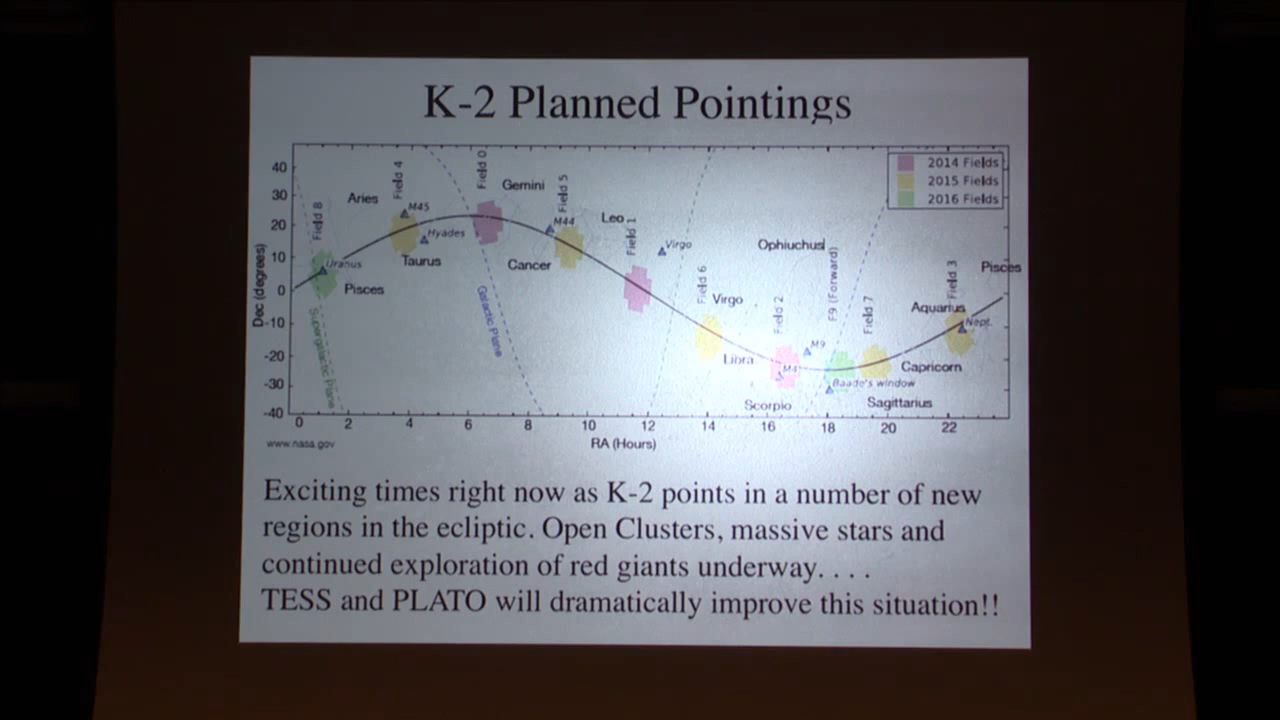 K-2 Planned Pointings
2014 Fields
2015 Fields
2016 Fields
40
30
20
10
0
-10
-20
-30
-40
Dec (degrees)
Field 8
Uranus
Pisces
Supergalactic Plane
Aries
Field 4
M45
Hyades
Taurus
Field 0
Gemini
Galactic Plane
Field 5
M44
Cancer
Leo
Field 1
Virgo
Field 6
Virgo
Libra
Field 2
M4
Scorpio
Ophiuchus
M9
F9 (Forward)
Baade's window
Field 7
Sagittarius
Capricorn
Aquarius
Field 3
Nept.
Pisces
0 2 4 6 8 10 12 14 16 18 20 22
RA (Hours)
www.nasa.gov
Exciting times right now as K-2 points in a number of new
regions in the ecliptic. Open Clusters, massive stars and
continued exploration of red giants underway. . . .
TESS and PLATO will dramatically improve this situation!!